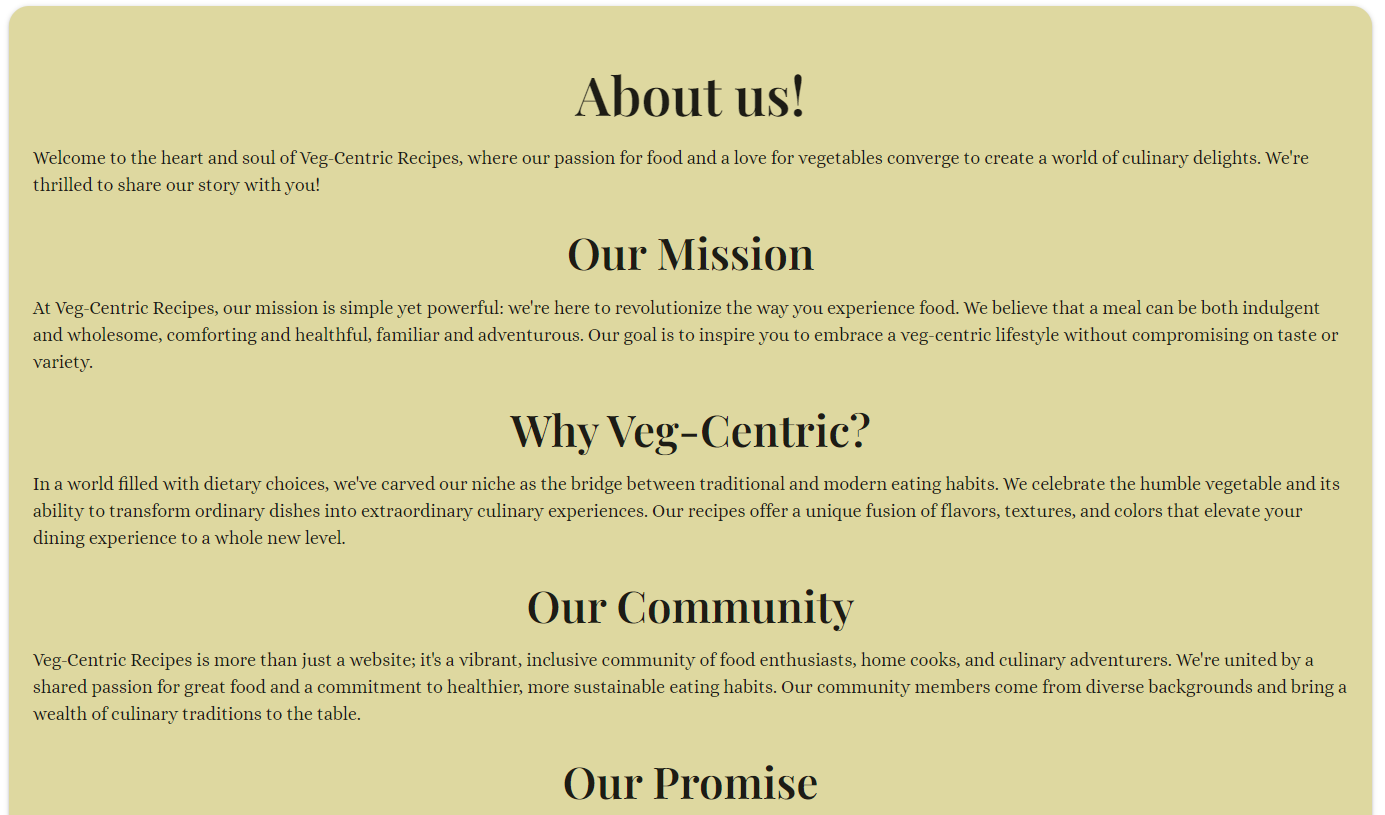 About us!
Welcome to the heart and soul of Veg-Centric Recipes, where our passion for food and a love for vegetables converge to create a world of culinary delights. We're
thrilled to share our story with you!
Our Mission
At Veg-Centric Recipes, our mission is simple yet powerful: we're here to revolutionize the way you experience food. We believe that a meal can be both indulgent
and wholesome, comforting and healthful, familiar and adventurous. Our goal is to inspire you to embrace a veg-centric lifestyle without compromising on taste or
variety.
Why Veg-Centric?
In a world filled with dietary choices, we've carved our niche as the bridge between traditional and modern eating habits. We celebrate the humble vegetable and its
ability to transform ordinary dishes into extraordinary culinary experiences. Our recipes offer a unique fusion of flavors, textures, and colors that elevate your
dining experience to a whole new level.
Our Community
Veg-Centric Recipes is more than just a website; it's a vibrant, inclusive community of food enthusiasts, home cooks, and culinary adventurers. We're united by a
shared passion for great food and a commitment to healthier, more sustainable eating habits. Our community members come from diverse backgrounds and bring a
wealth of culinary traditions to the table.
Our Promise